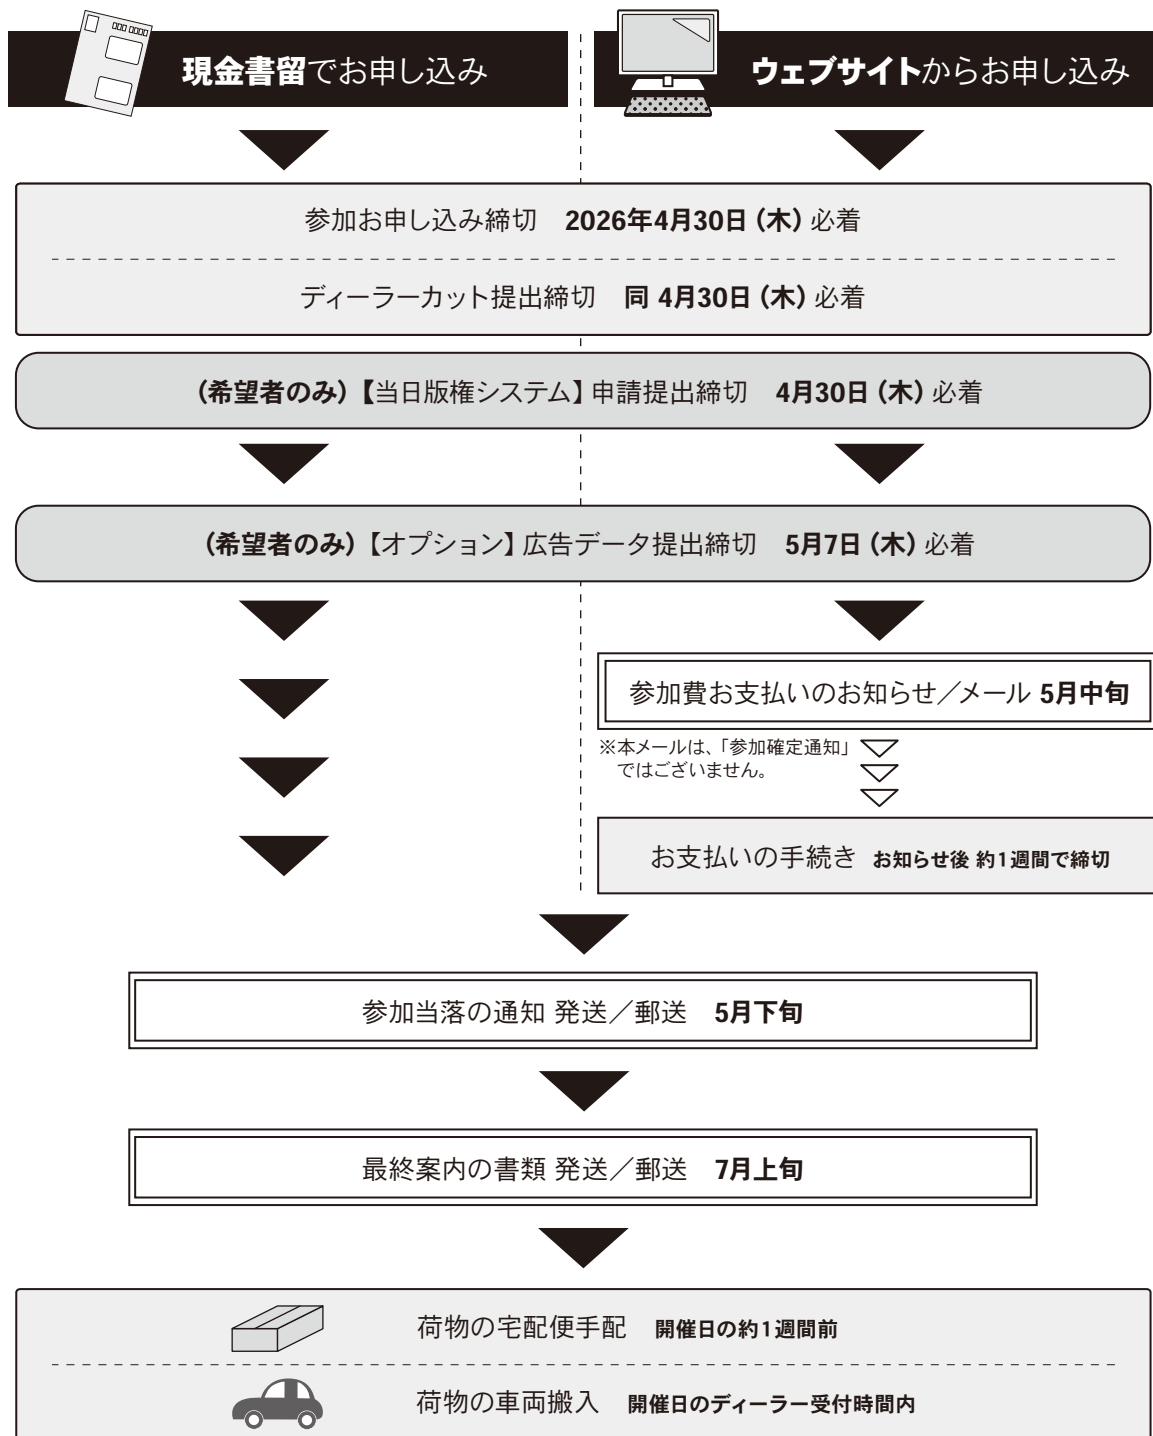 現金書留でお申し込み
ウェブサイトからお申し込み
参加お申し込み締切 2026年4月30日（木）必着
ディーラーカット提出締切 同 4月30日（木）必着
（希望者のみ）【当日版権システム】申請提出締切 4月30日（木）必着
（希望者のみ）【オプション】広告データ提出締切 5月7日（木）必着
参加費お支払いのお知らせ／メール 5月中旬
※本メールは、「参加確定通知」
ではございません。
お支払いの手続き お知らせ後 約1週間で締切
参加当落の通知 発送／郵送 5月下旬
最終案内の書類 発送／郵送 7月上旬
荷物の宅配便手配 開催日の約1週間前
荷物の車両搬入 開催日のディーラー受付時間内